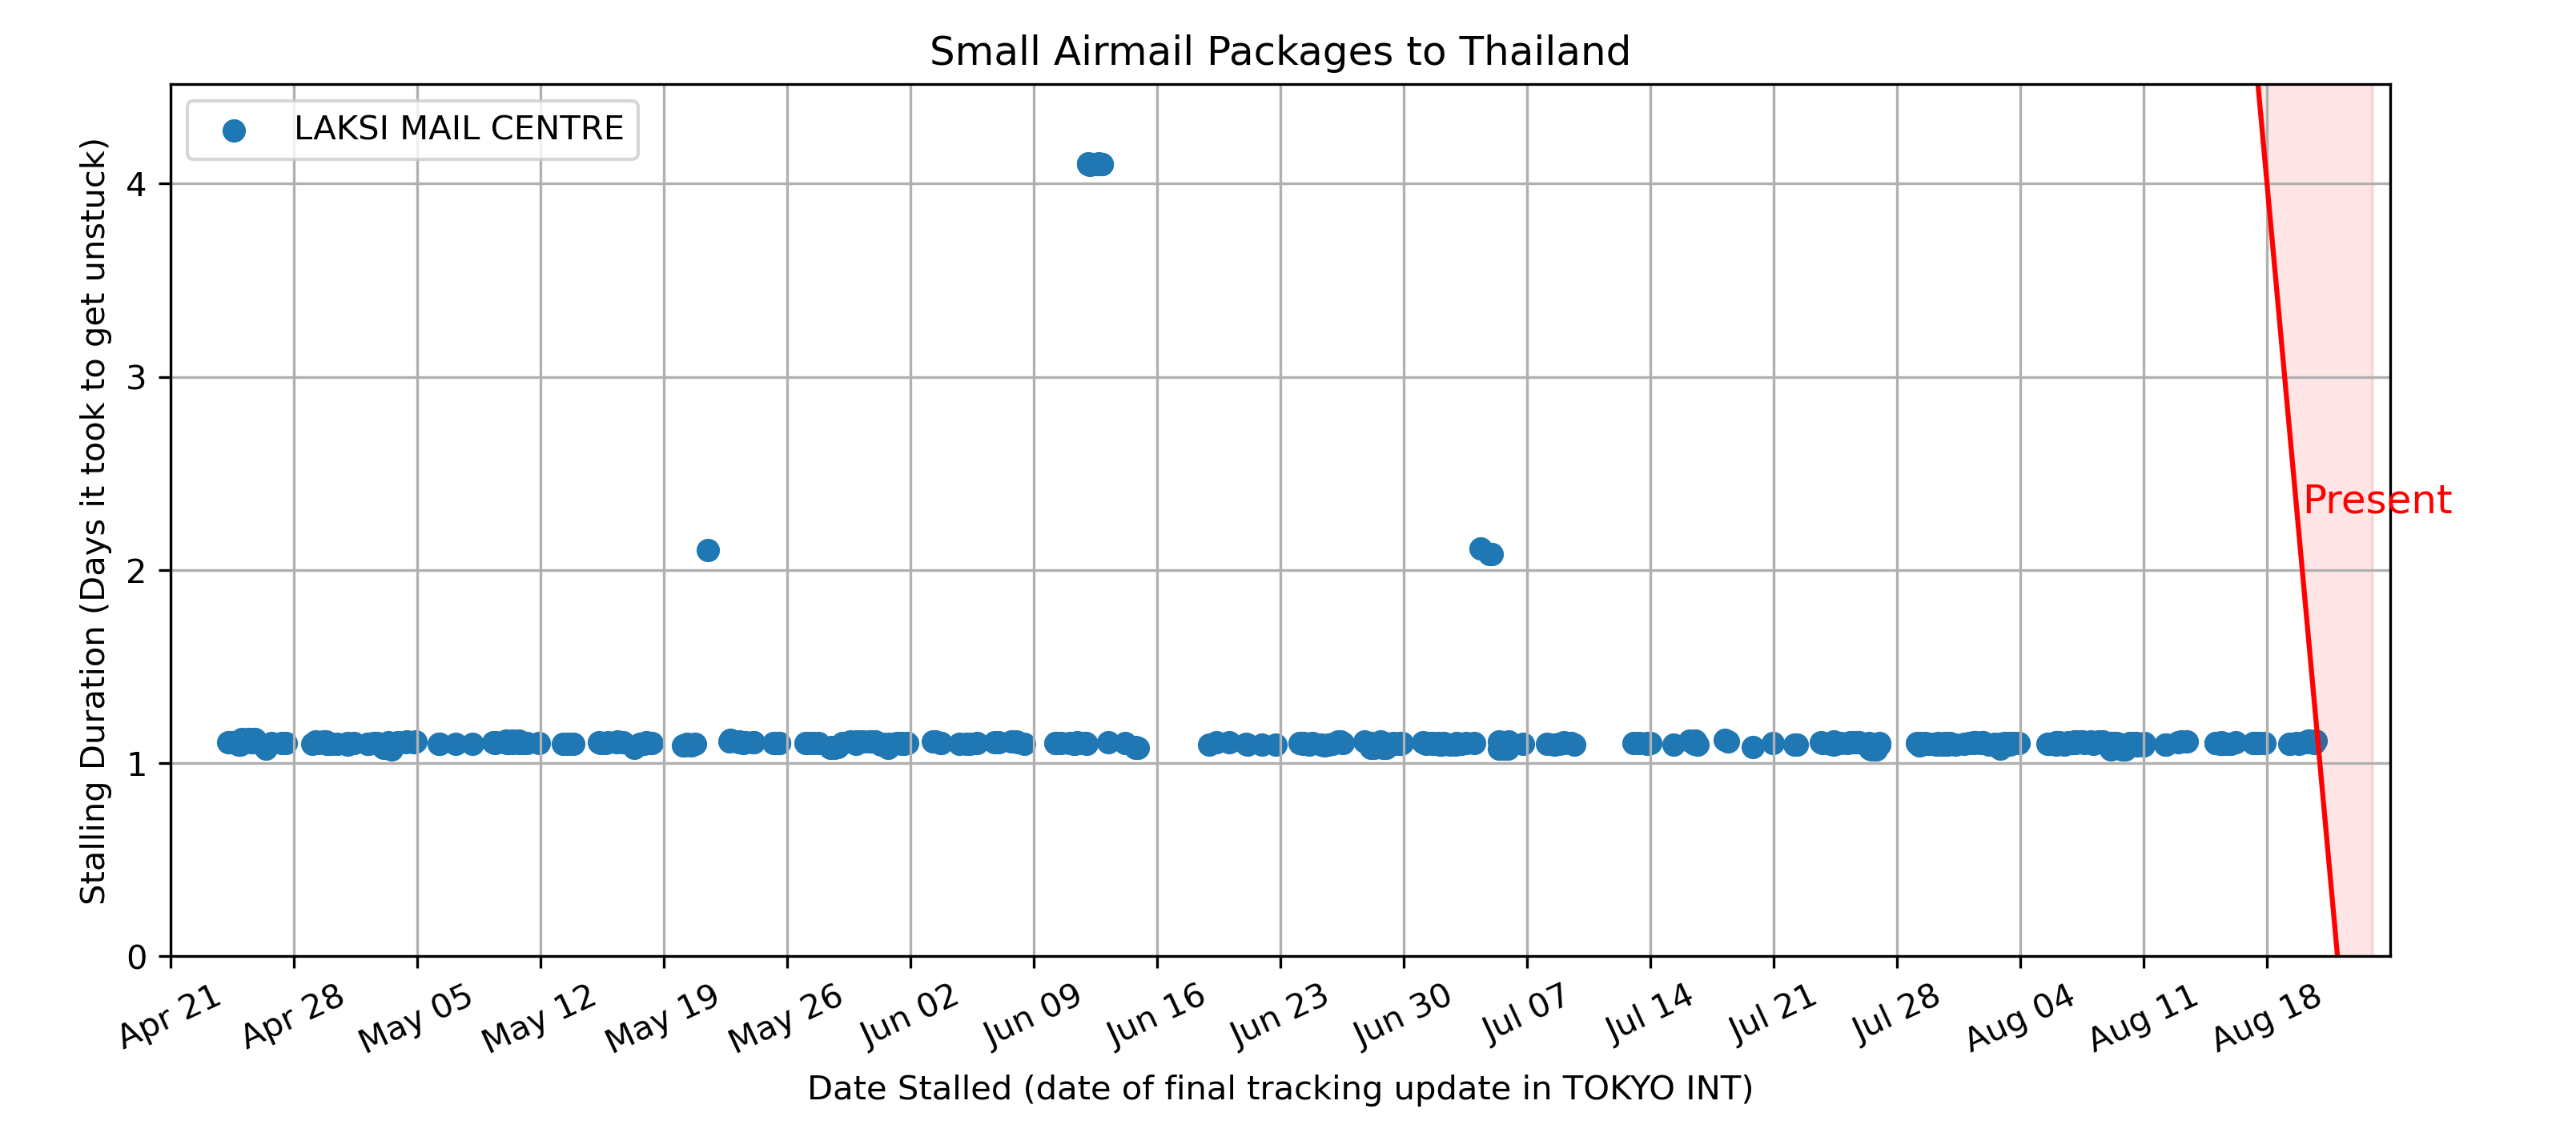 Small Airmail Packages to Thailand
LAKSI MAIL CENTRE
Stalling Duration (Days it took to get unstuck)
4
3
2
1
0
Present
Apr 21
Apr 28
May 05
May 12
May 19
May 26
Jun 02
Jun 09
Jun 16
Jun 23
Jun 30
Jul 07
Jul 14
Jul 21
Jul 28
Aug 04
Aug 11
Aug 18
Date Stalled (date of final tracking update in TOKYO INT)